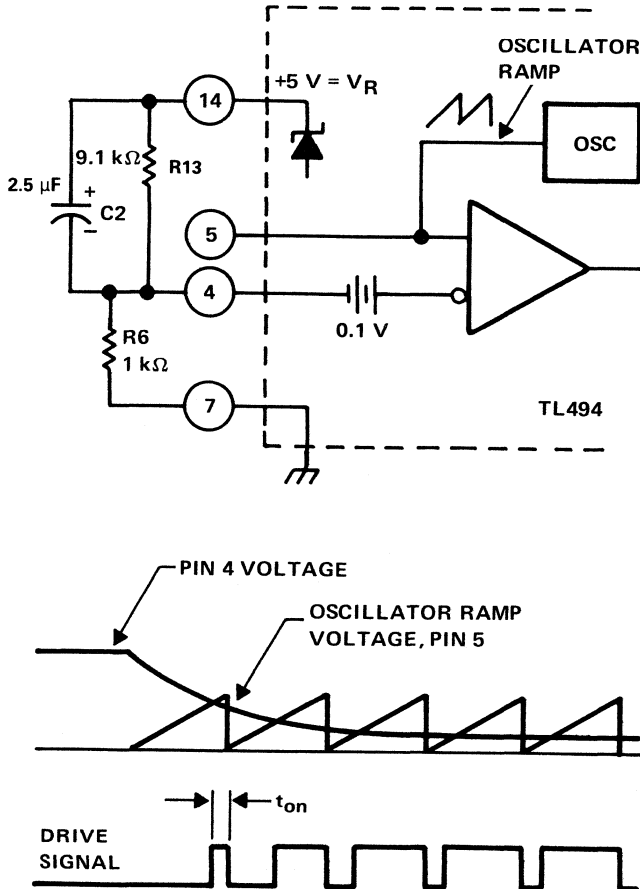 OSCILLATOR
RAMP
+5 V = VR
14
OSC
9.1 kΩ
R13
2.5 µF
+
C2
–
5
4
0.1 V
R6
1 kΩ
7
TL494
PIN 4 VOLTAGE
OSCILLATOR RAMP
VOLTAGE, PIN 5
ton
DRIVE
SIGNAL